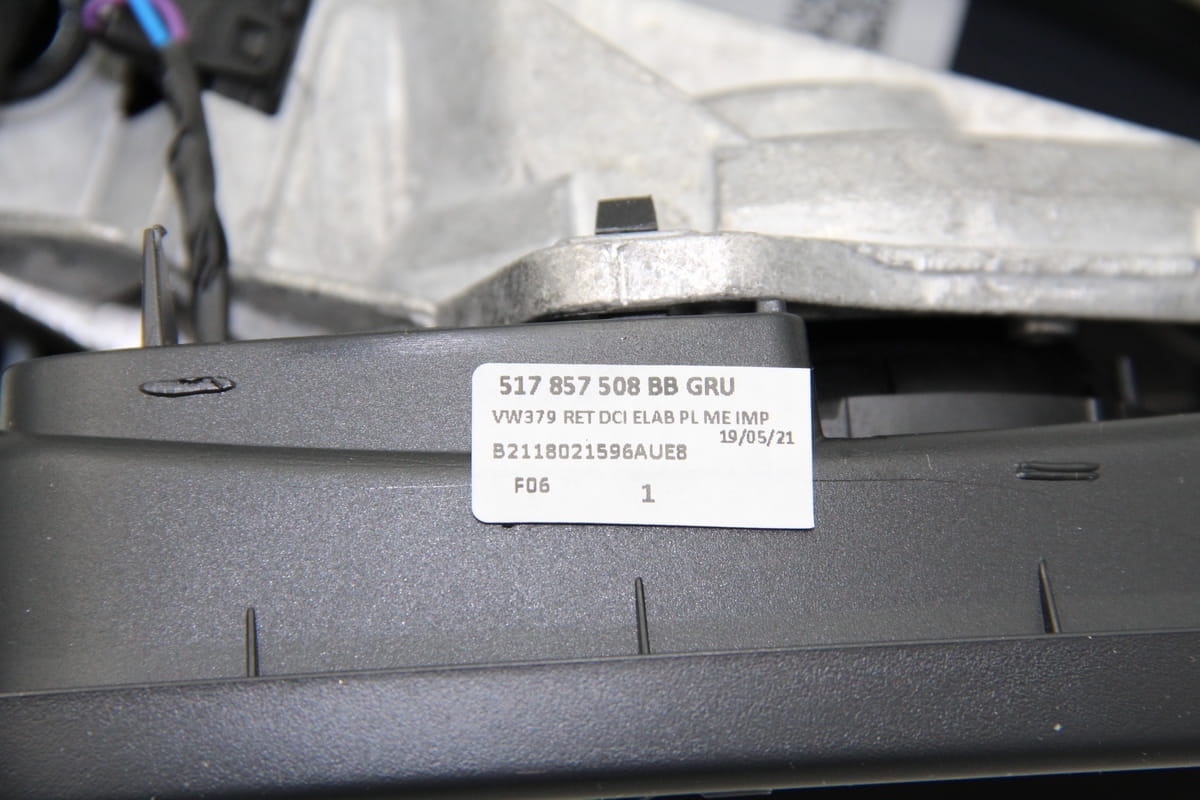 517 857 508 BB GRU
VW379 RET DCI ELAB PL ME IMP
19/05/21
B2118021596AUE8
F06 1